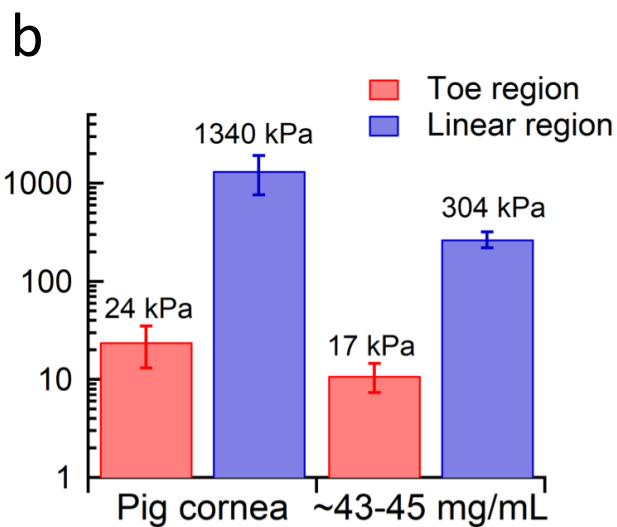 b
Toe region
Linear region
1340 kPa
304 kPa
24 kPa
17 kPa
1000
100
10
1
Pig cornea
~43-45 mg/mL